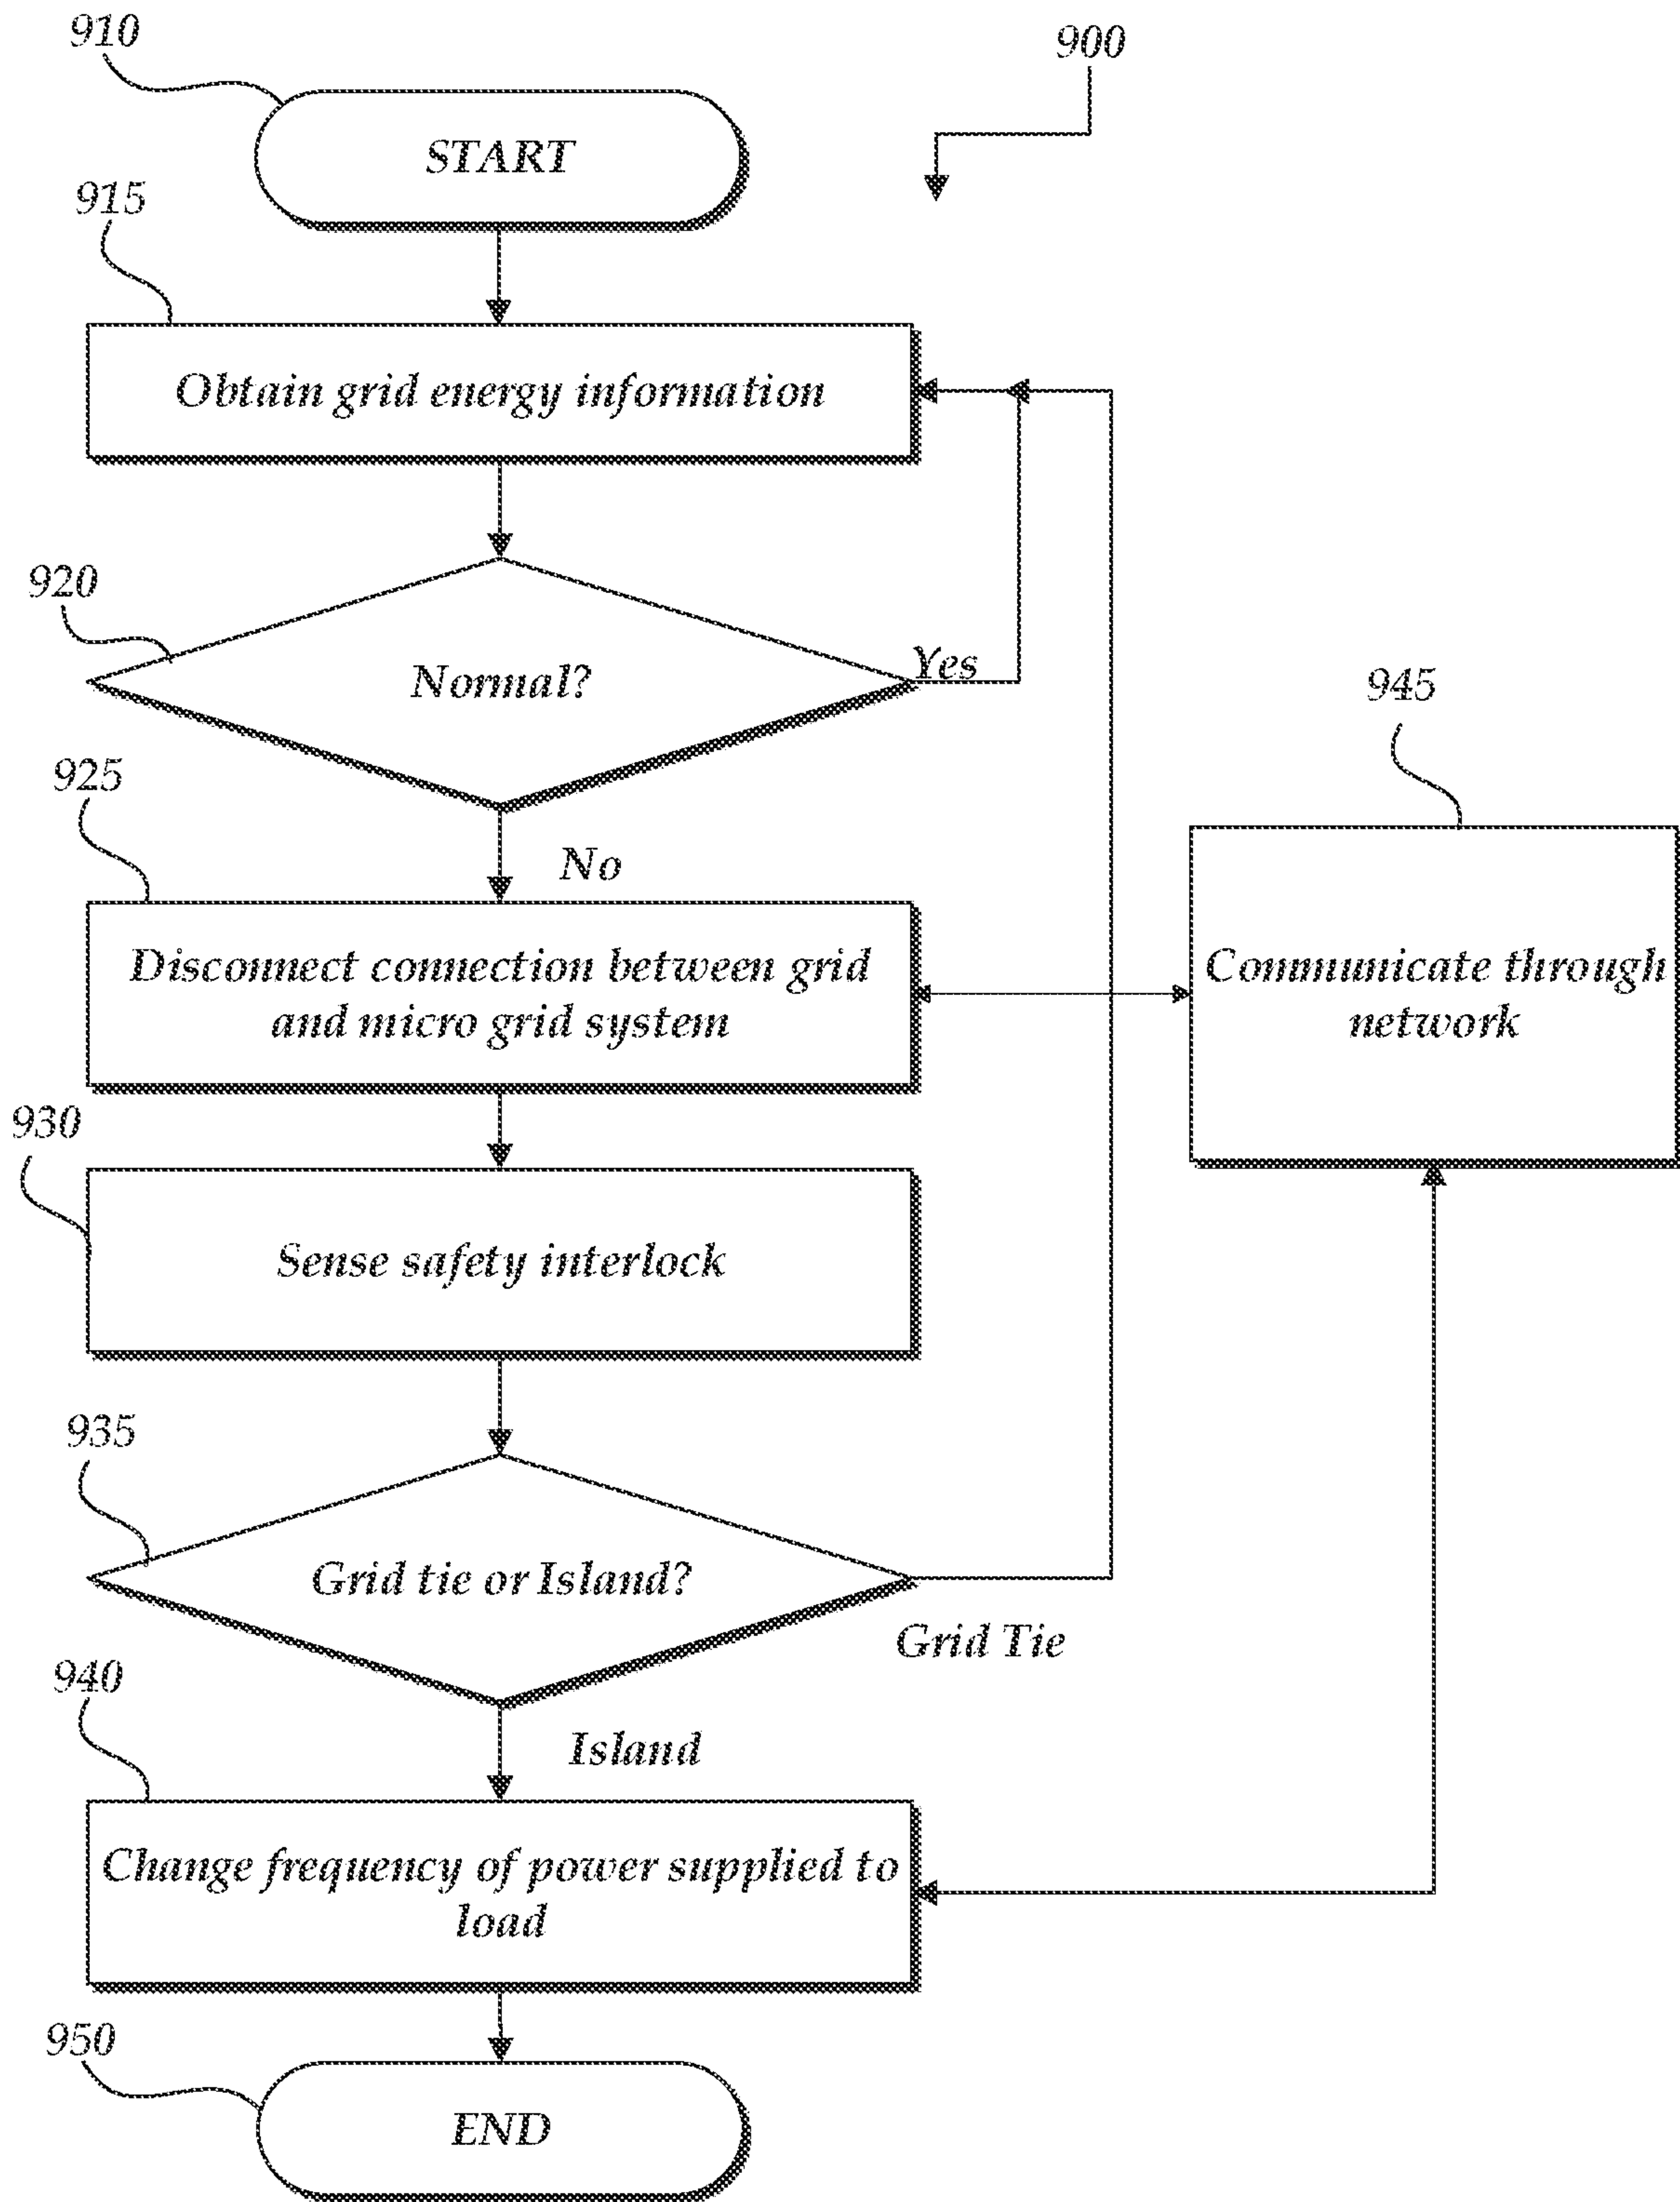 910
900
START
915
Obtain grid energy information
920
Normal?
Yes
945
925
No
Disconnect connection between grid
and micro grid system
Communicate through
network
930
Sense safety interlock
935
Grid tie or Island?
Grid Tie
940
Island
Change frequency of power supplied to
load
950
END